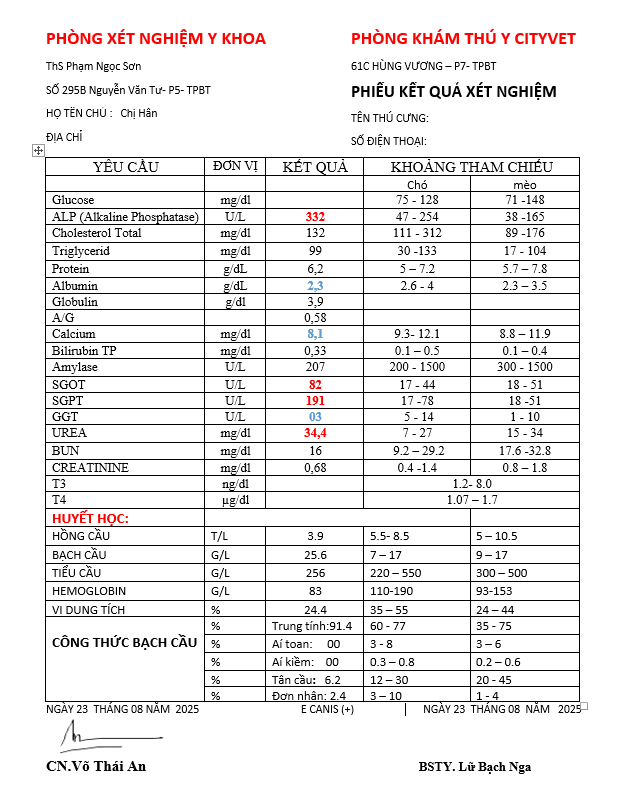 PHÒNG XÉT NGHIỆM Y KHOA PHÒNG KHÁM THÚ Y CITYVET
ThS Phạm Ngọc Sơn 61C HÙNG VƯƠNG – P7- TPBT
SỐ 295B Nguyễn Văn Tư- P5- TPBT PHIẾU KẾT QUẢ XÉT NGHIỆM
HỌ TÊN CHỦ : Chị Hân TÊN THÚ CƯNG:
ĐỊA CHỈ SỐ ĐIỆN THOẠI:
YÊU CẦU ĐƠN VỊ KẾT QUẢ KHOẢNG THAM CHIẾU
Chó mèo
Glucose mg/dl 75 - 128 71 -148
ALP (Alkaline Phosphatase) U/L 332 47 - 254 38 -165
Cholesterol Total mg/dl 132 111 - 312 89 -176
Triglycerid mg/dl 99 30 -133 17 - 104
Protein g/dL 6,2 5 – 7.2 5.7 – 7.8
Albumin g/dL 2,3 2.6 - 4 2.3 – 3.5
Globulin g/dl 3,9
A/G 0,58
Calcium mg/dl 8,1 9.3- 12.1 8.8 – 11.9
Bilirubin TP mg/dl 0,33 0.1 – 0.5 0.1 – 0.4
Amylase U/L 207 200 - 1500 300 - 1500
SGOT U/L 82 17 - 44 18 - 51
SGPT U/L 191 17 -78 18 -51
GGT U/L 03 5 - 14 1 - 10
UREA mg/dl 34,4 7 - 27 15 - 34
BUN mg/dl 16 9.2 – 29.2 17.6 -32.8
CREATININE mg/dl 0,68 0.4 -1.4 0.8 – 1.8
T3 ng/dl 1.2- 8.0
T4 µg/dl 1.07 – 1.7
HUYẾT HỌC:
HỒNG CẦU T/L 3.9 5.5- 8.5 5 – 10.5
BẠCH CẦU G/L 25.6 7 – 17 9 – 17
TIỂU CẦU G/L 256 220 – 550 300 – 500
HEMOGLOBIN G/L 83 110-190 93-153
VI DUNG TÍCH % 24.4 35 – 55 24 – 44
% Trung tính:91.4 60 - 77 35 - 75
CÔNG THỨC BẠCH CẦU % Aí toan: 00 3 - 8 3 – 6
% Aí kiềm: 00 0.3 – 0.8 0.2 – 0.6
% Tân cầu: 6.2 12 – 30 20 - 45
% Đơn nhân: 2.4 3 – 10 1 - 4
NGÀY 23 THÁNG 08 NĂM 2025 E CANIS (+) NGÀY 23 THÁNG 08 NĂM 2025
CN.Võ Thái An BSTY. Lữ Bạch Nga